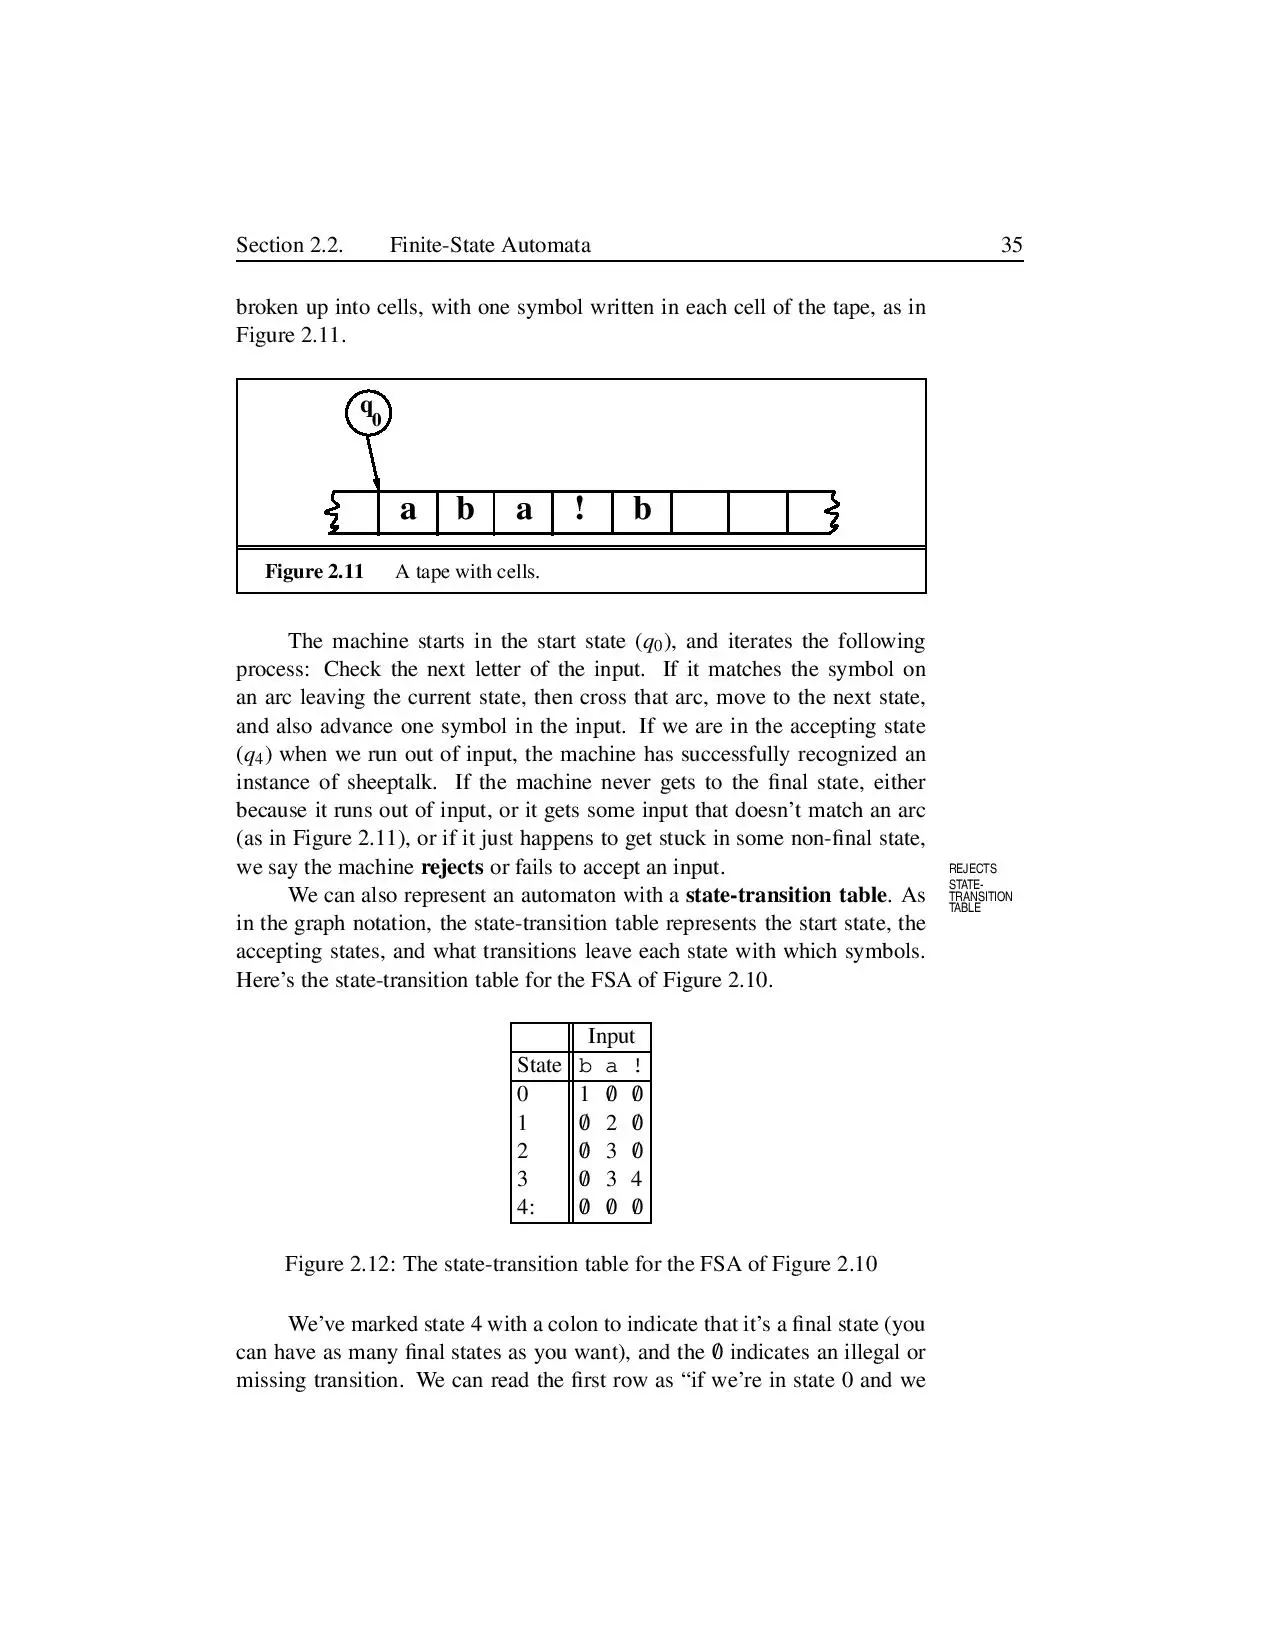 Section 2.2. Finite-State Automata 35
broken up into cells, with one symbol written in each cell of the tape, as in
Figure 2.11.
q0
a b a ! b
Figure 2.11 A tape with cells.
The machine starts in the start state (q0), and iterates the following
process: Check the next letter of the input. If it matches the symbol on
an arc leaving the current state, then cross that arc, move to the next state,
and also advance one symbol in the input. If we are in the accepting state
(q4) when we run out of input, the machine has successfully recognized an
instance of sheeptalk. If the machine never gets to the final state, either
because it runs out of input, or it gets some input that doesn't match an arc
(as in Figure 2.11), or if it just happens to get stuck in some non-final state,
we say the machine rejects or fails to accept an input.
REJECTS
We can also represent an automaton with a state-transition table. As
STATE-
TRANSITION
TABLE
in the graph notation, the state-transition table represents the start state, the
accepting states, and what transitions leave each state with which symbols.
Here's the state-transition table for the FSA of Figure 2.10.
Input
State b a !
0 1 ∅ ∅
1 ∅ 2 ∅
2 ∅ 3 ∅
3 ∅ 3 4
4: ∅ ∅ ∅
Figure 2.12: The state-transition table for the FSA of Figure 2.10
We've marked state 4 with a colon to indicate that it's a final state (you
can have as many final states as you want), and the ∅ indicates an illegal or
missing transition. We can read the first row as "if we're in state 0 and we